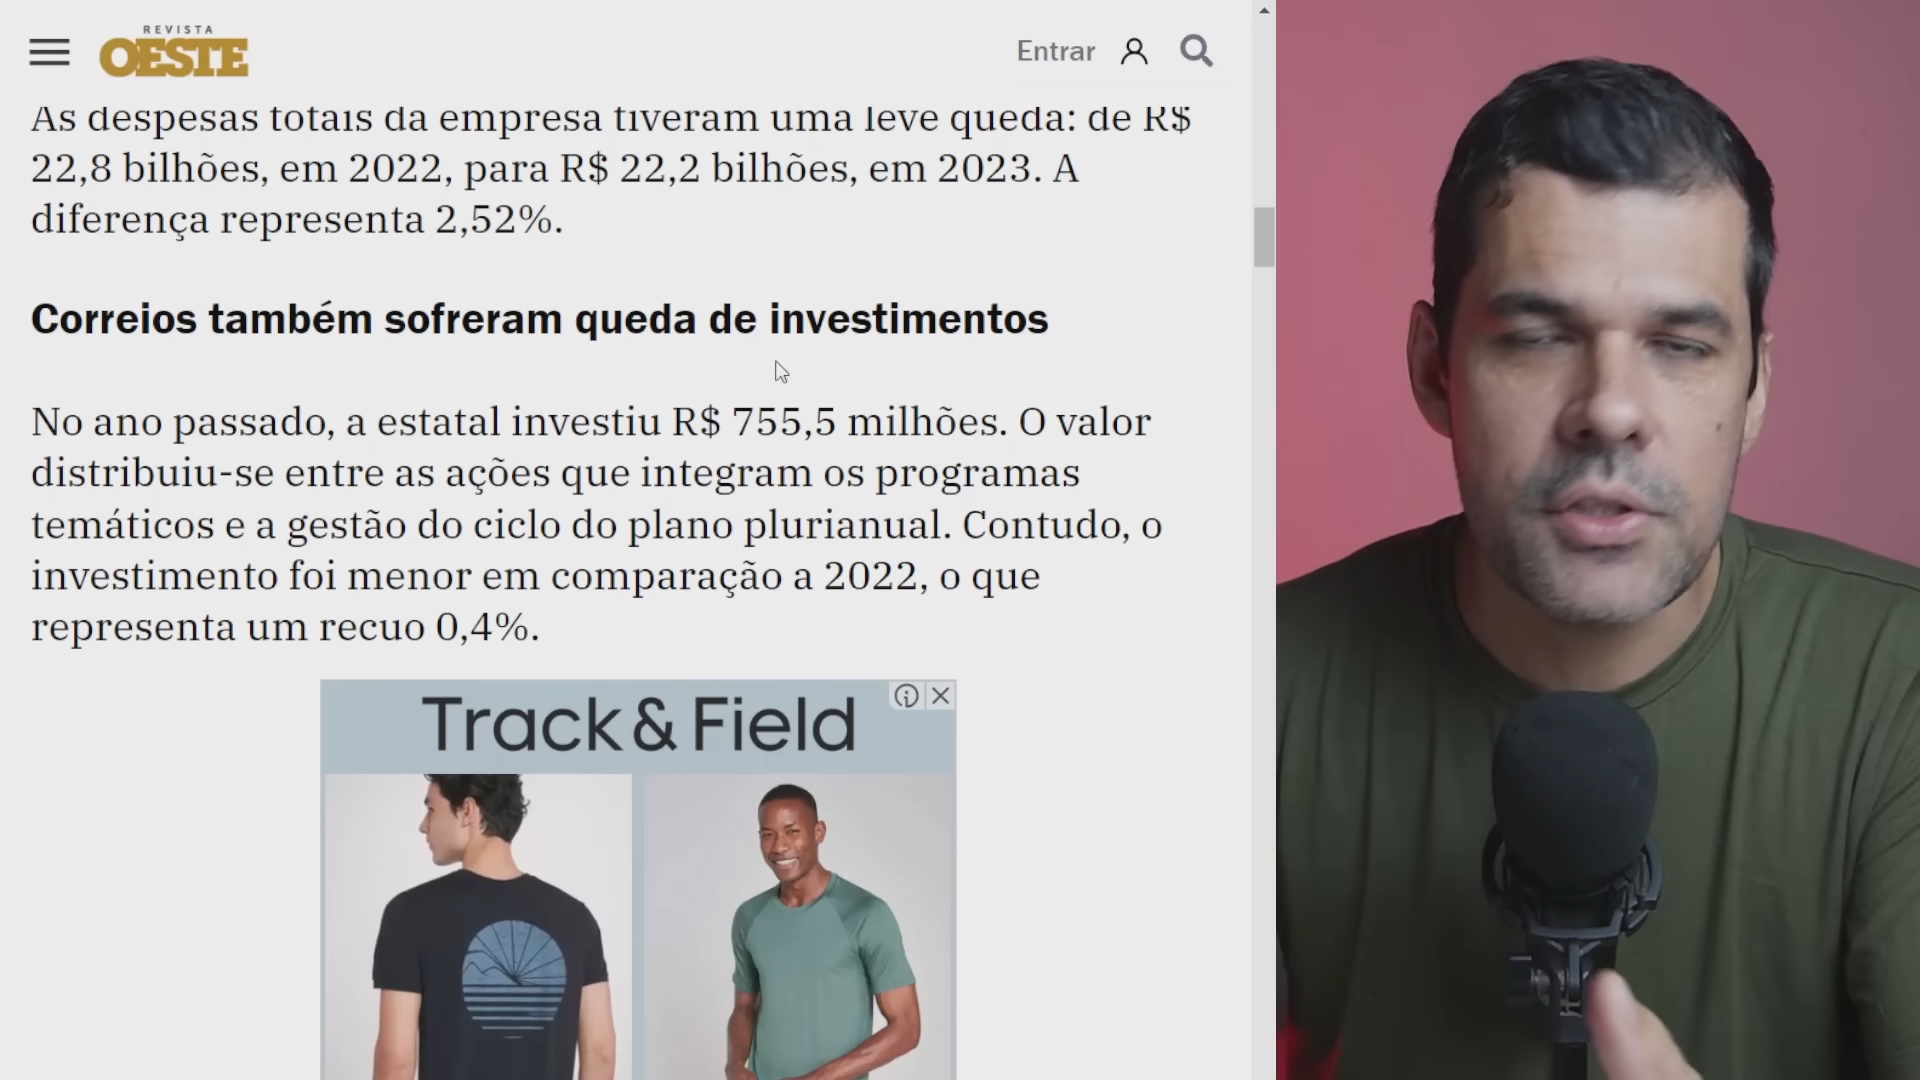 REVISTA
OESTE
Entrar
As despesas totais da empresa tiveram uma leve queda: de R$
22,8 bilhões, em 2022, para R$ 22,2 bilhões, em 2023. A
diferença representa 2,52%.
Correios também sofreram queda de investimentos
No ano passado, a estatal investiu R$ 755,5 milhões. O valor
distribuiu-se entre as ações que integram os programas
temáticos e a gestão do ciclo do plano plurianual. Contudo, o
investimento foi menor em comparação a 2022, o que
representa um recuo 0,4%.
Track & Field